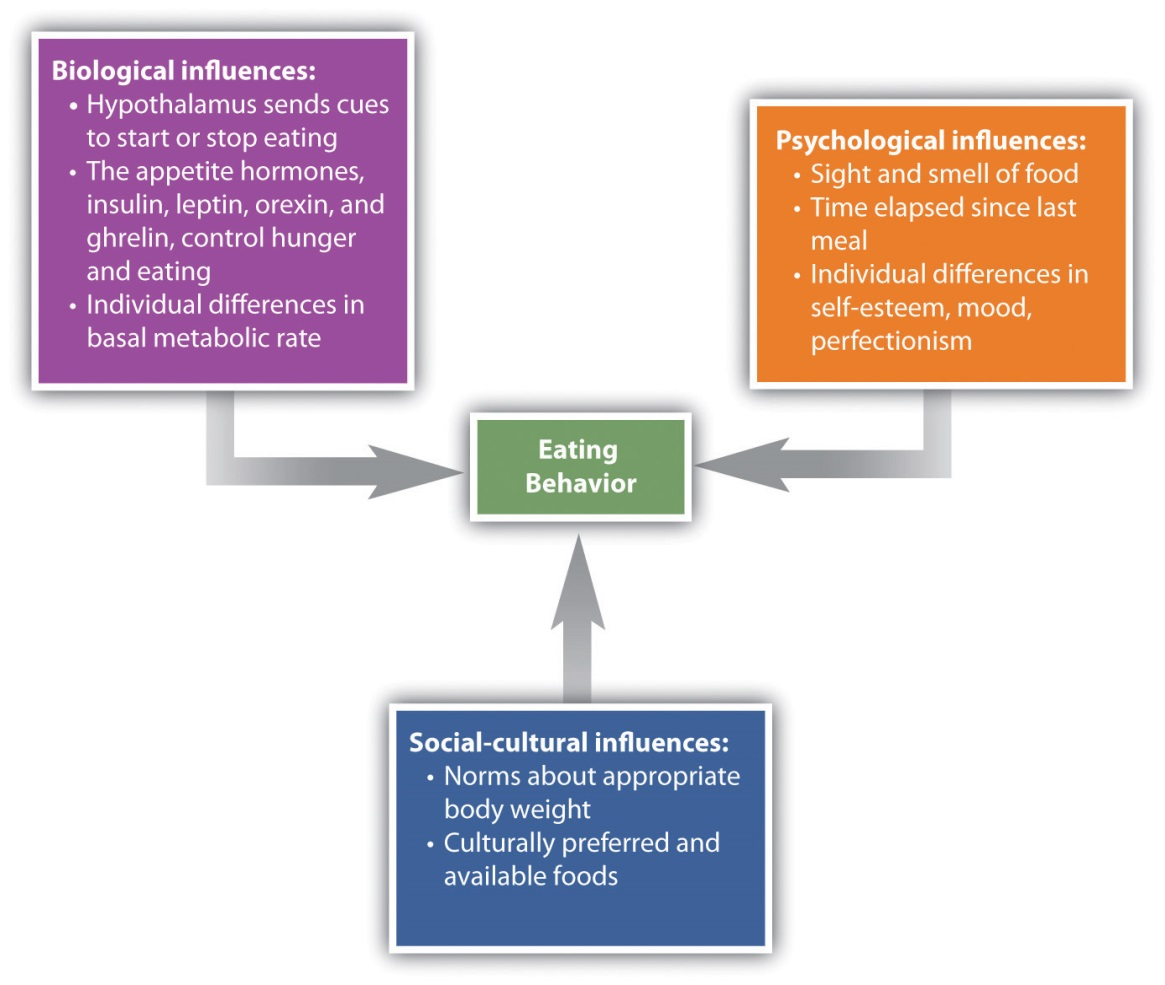 Biological influences:
• Hypothalamus sends cues
to start or stop eating
• The appetite hormones,
insulin, leptin, orexin, and
ghrelin, control hunger
and eating
• Individual differences in
basal metabolic rate
Psychological influences:
• Sight and smell of food
• Time elapsed since last
meal
• Individual differences in
self-esteem, mood,
perfectionism
Eating
Behavior
Social-cultural influences:
• Norms about appropriate
body weight
• Culturally preferred and
available foods